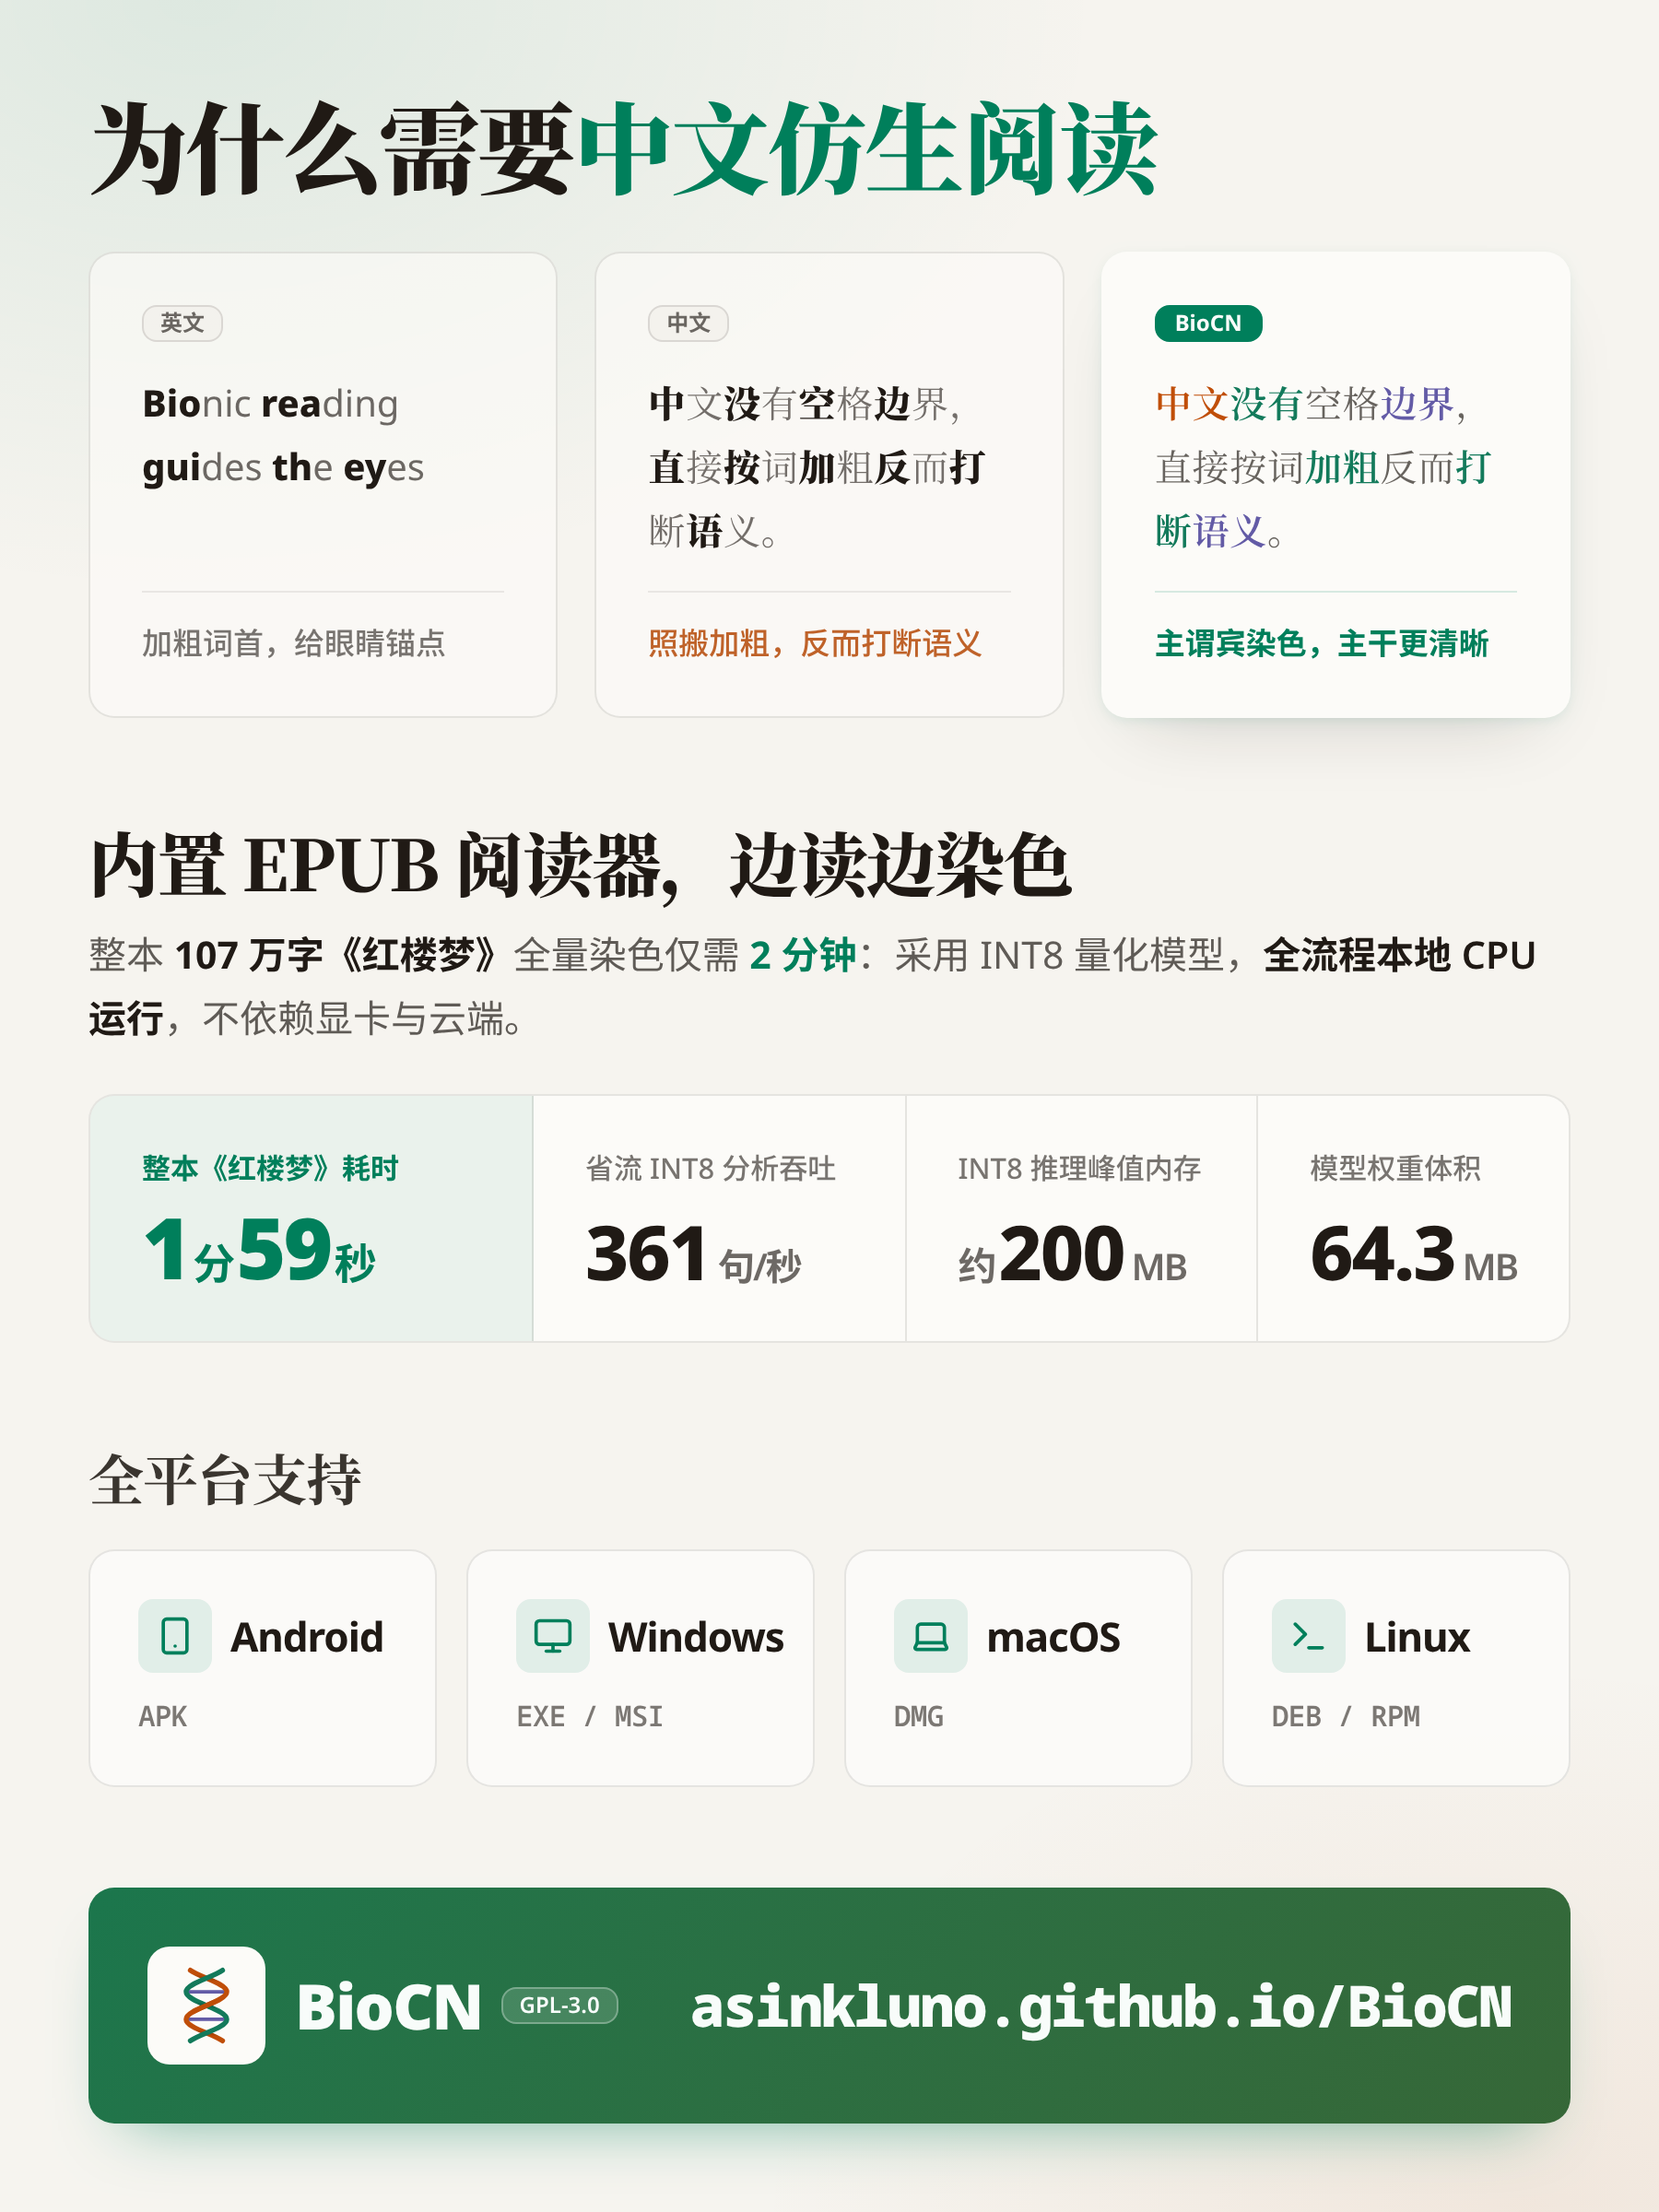 为什么需要中文仿生阅读
英文
Bionic reading
guides the eyes
加粗词首，给眼睛锚点
中文
中文没有空格边界，
直接按词加粗反而打
断语义。
照搬加粗，反而打断语义
BioCN
中文没有空格边界，
直接按词加粗反而打
断语义。
主谓宾染色，主干更清晰
内置 EPUB 阅读器，边读边染色
整本 107 万字《红楼梦》全量染色仅需 2 分钟：采用 INT8 量化模型，全流程本地 CPU
运行，不依赖显卡与云端。
整本《红楼梦》耗时
1分59秒
省流 INT8 分析吞吐
361 句/秒
INT8 推理峰值内存
约200 MB
模型权重体积
64.3 MB
全平台支持
Android
APK
Windows
EXE / MSI
macOS
DMG
Linux
DEB / RPM
BioCN GPL-3.0 asinkluno.github.io/BioCN